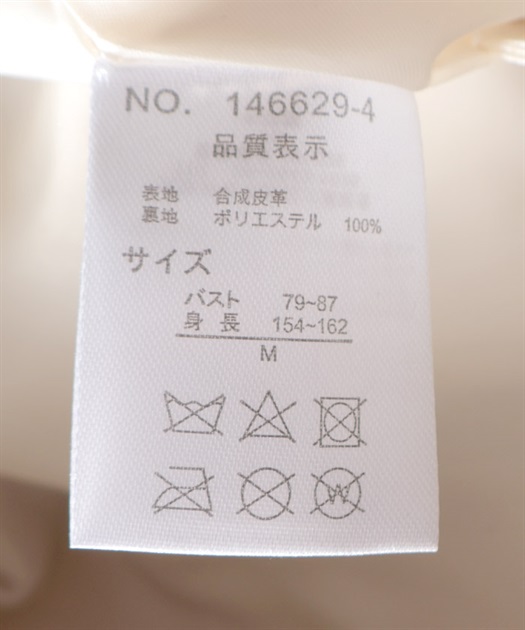 NO. 146629-4
品質表示
表地 合成皮革
裏地 ポリエステル 100%
サイズ
バスト 79~87
身長 154~162
M
W